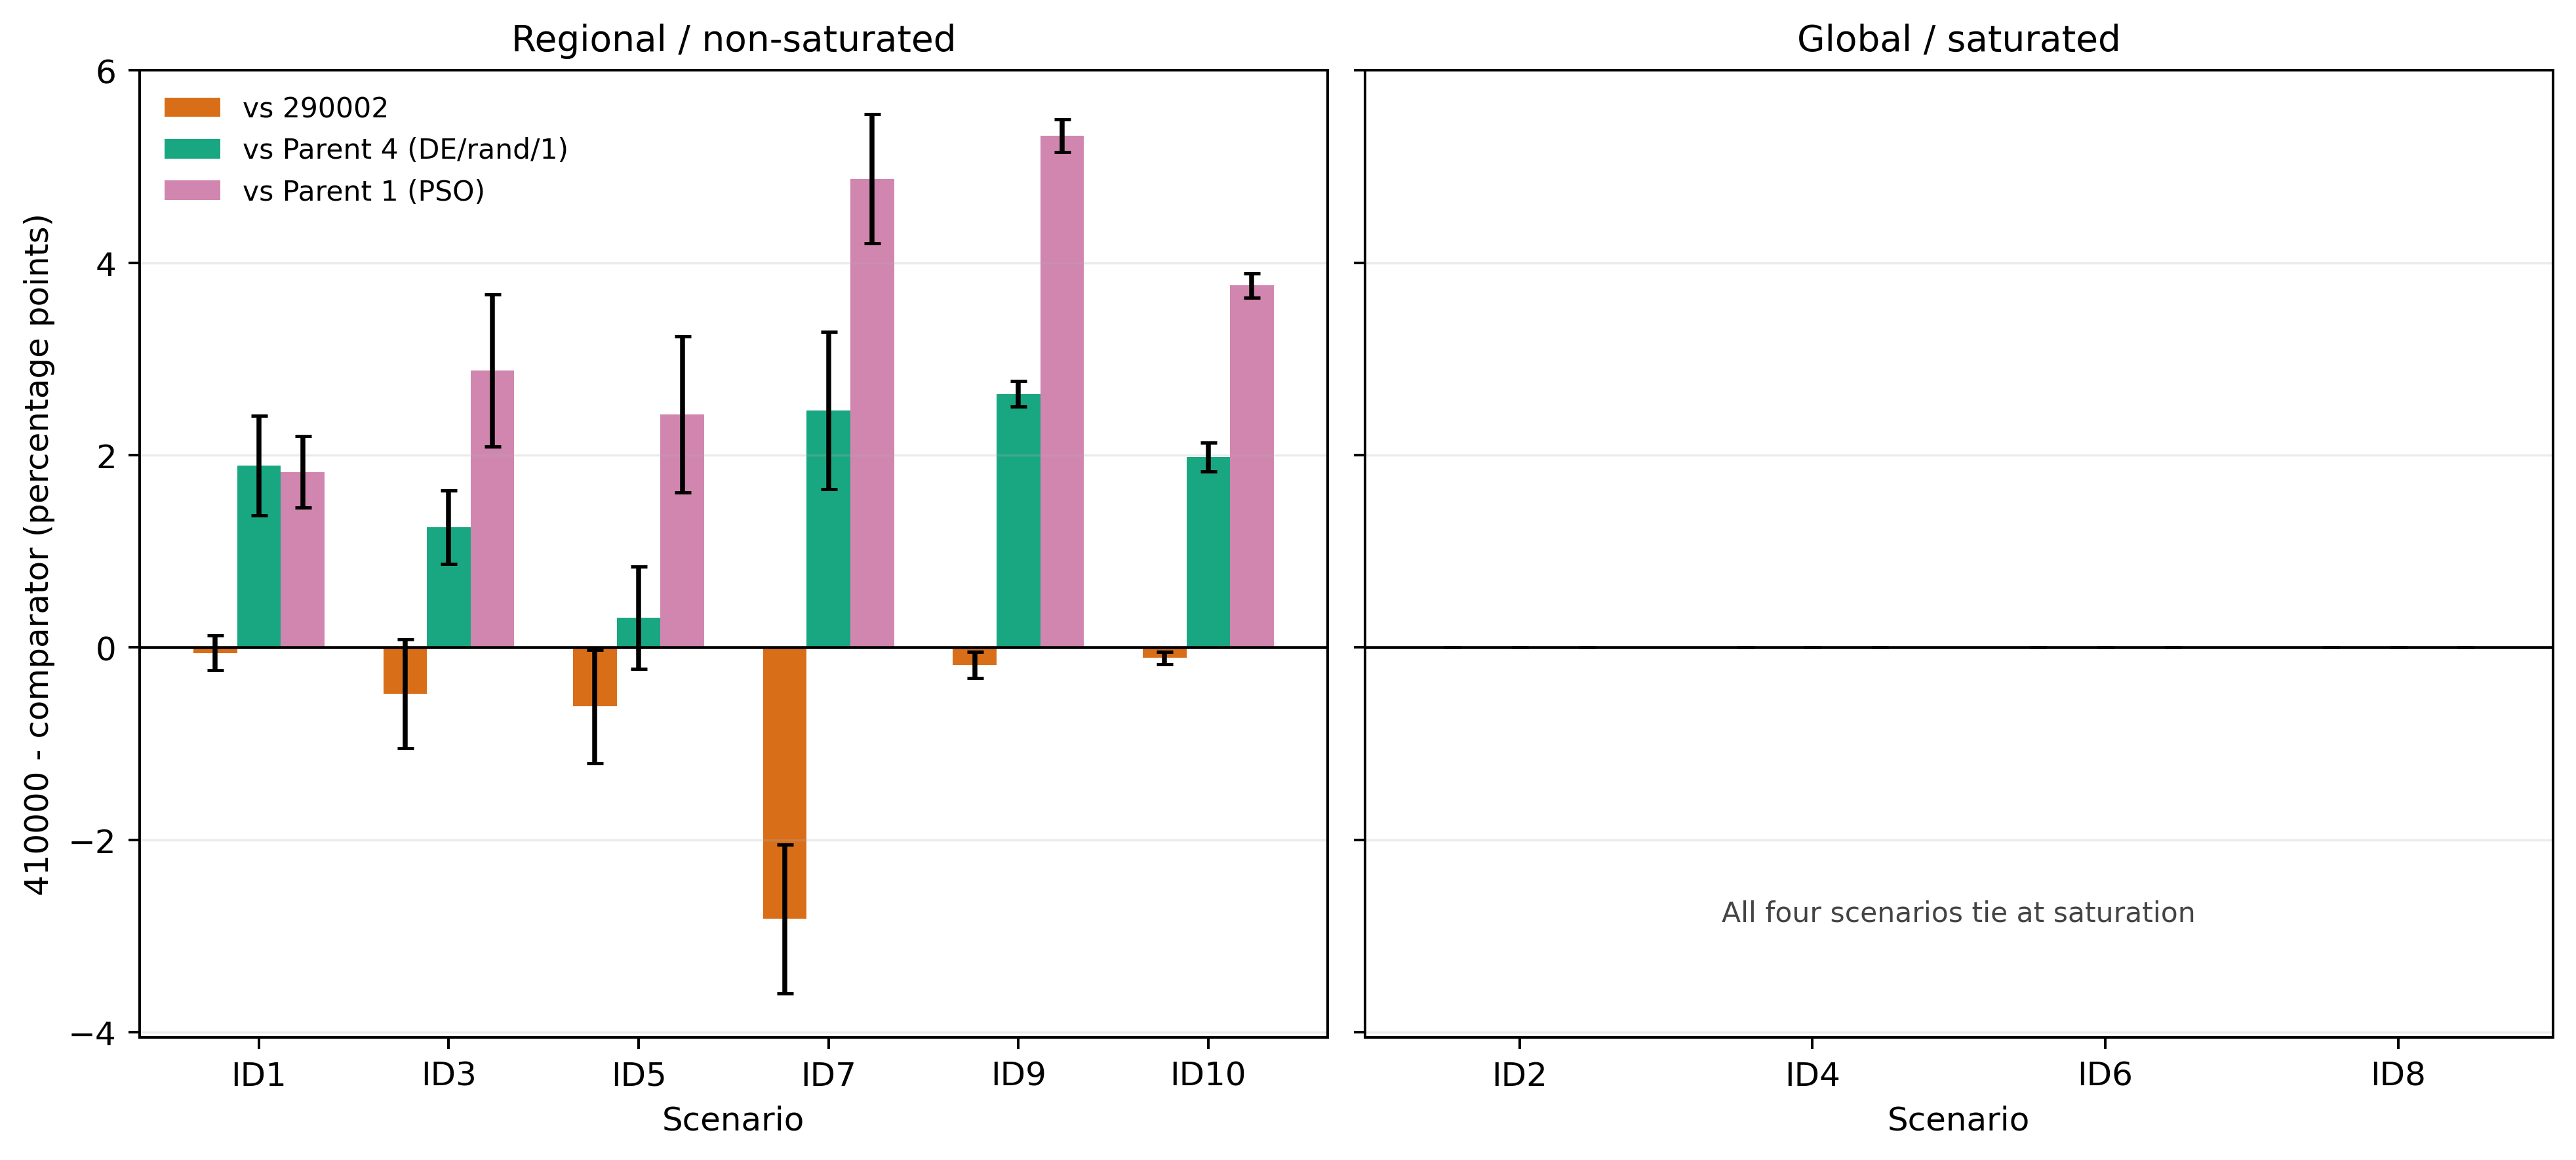 Regional / non-saturated
Global / saturated
vs 290002
vs Parent 4 (DE/rand/1)
vs Parent 1 (PSO)
410000 - comparator (percentage points)
6
4
2
0
−2
−4
All four scenarios tie at saturation
ID1 ID3 ID5 ID7 ID9 ID10
ID2 ID4 ID6 ID8
Scenario
Scenario